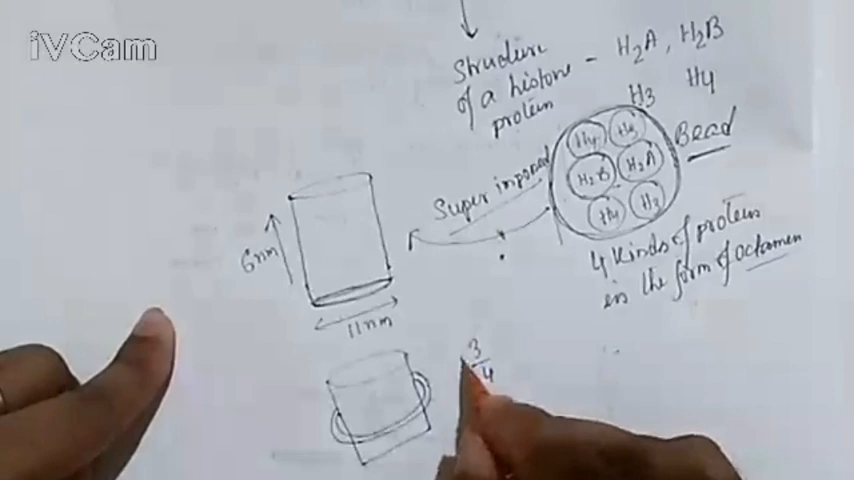 iVCam
Structure
of a histone - H2A, H2B
protein H3 H4
Bead
H4 H3
H2B H2A
H4 H3
Super imposed
6nm
11nm
4 kinds of protein
in the form of octamer
3/4